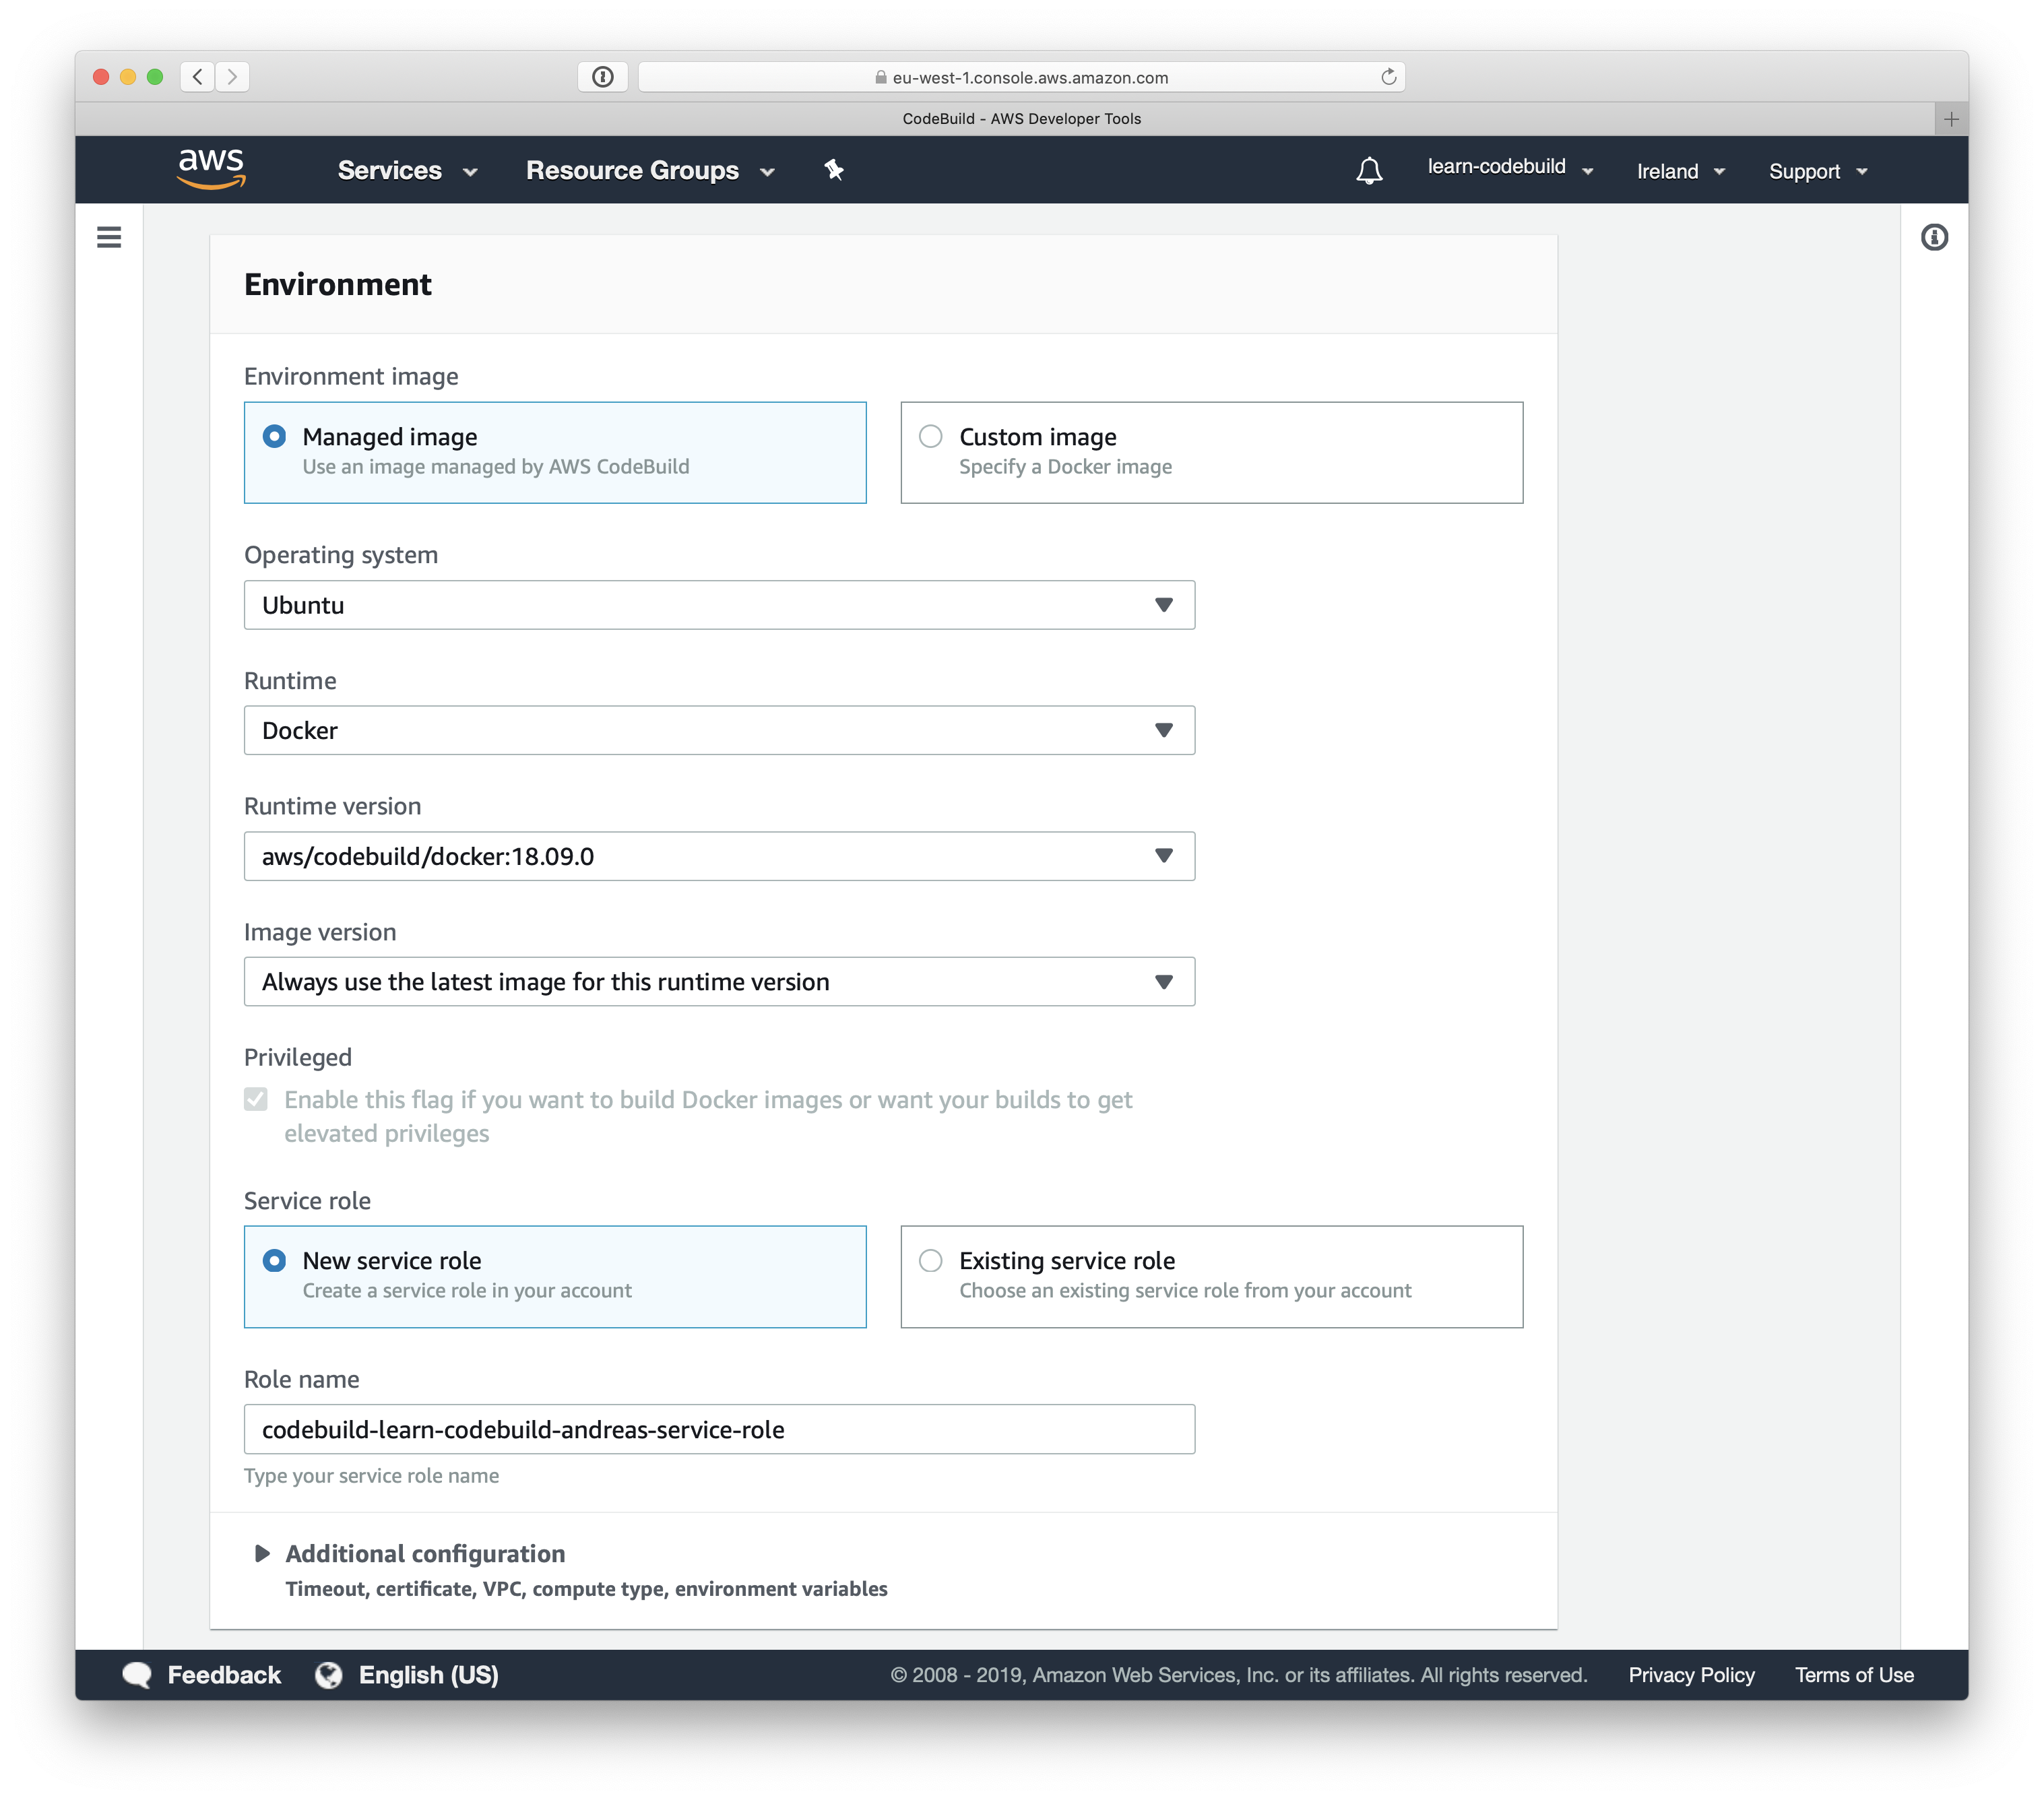 eu-west-1.console.aws.amazon.com
CodeBuild - AWS Developer Tools
aws
Services
Resource Groups
learn-codebuild
Ireland
Support
Environment
Environment image
Managed image
Use an image managed by AWS CodeBuild
Custom image
Specify a Docker image
Operating system
Ubuntu
Runtime
Docker
Runtime version
aws/codebuild/docker:18.09.0
Image version
Always use the latest image for this runtime version
Privileged
Enable this flag if you want to build Docker images or want your builds to get
elevated privileges
Service role
New service role
Create a service role in your account
Existing service role
Choose an existing service role from your account
Role name
codebuild-learn-codebuild-andreas-service-role
Type your service role name
Additional configuration
Timeout, certificate, VPC, compute type, environment variables
Feedback
English (US)
© 2008 - 2019, Amazon Web Services, Inc. or its affiliates. All rights reserved.
Privacy Policy
Terms of Use